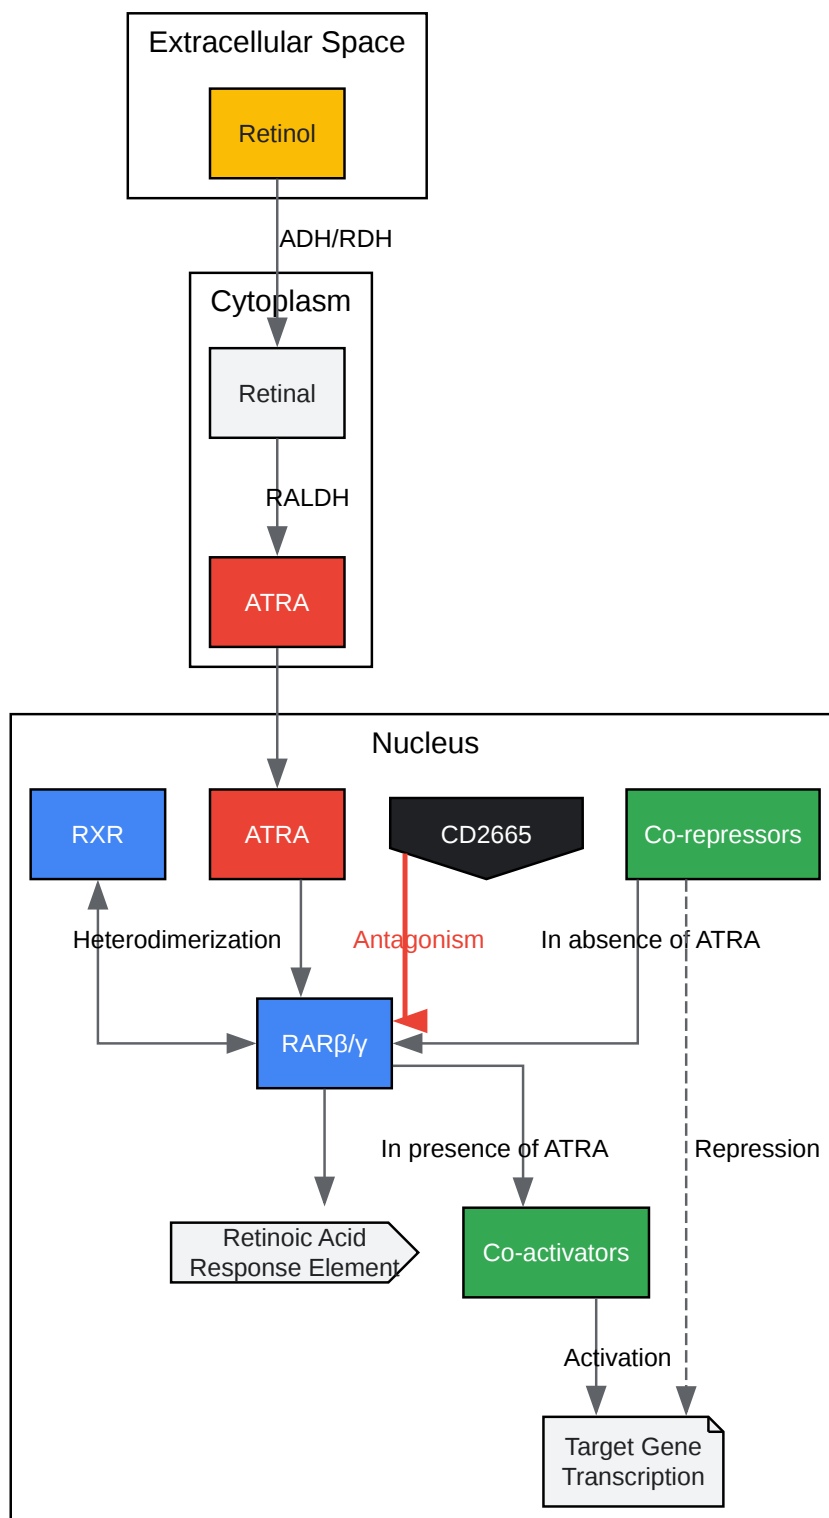 Extracellular Space
Retinol
ADH/RDH
Cytoplasm
Retinal
RALDH
ATRA
Nucleus
RXR
ATRA
CD2665
Co-repressors
Heterodimerization
Antagonism
In absence of ATRA
RARβ/γ
In presence of ATRA
Repression
Retinoic Acid
Response Element
Co-activators
Activation
Target Gene
Transcription